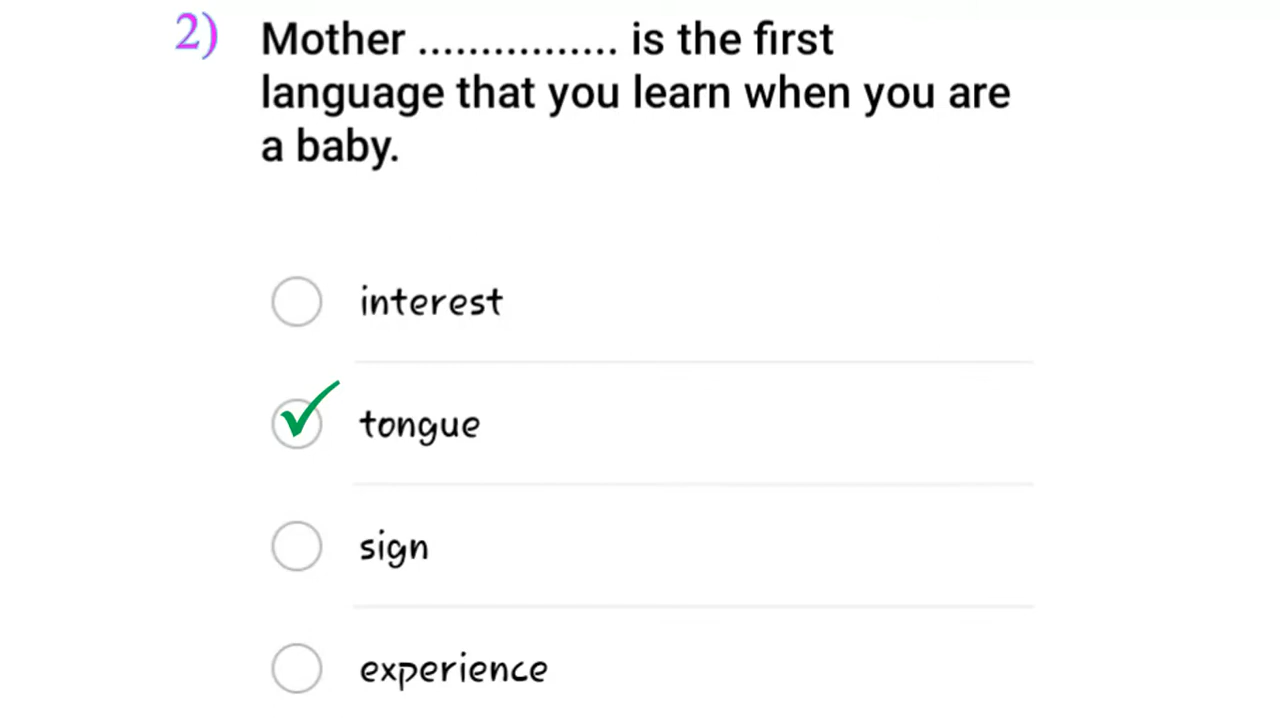 2) Mother ................ is the first
language that you learn when you are
a baby.
interest
tongue
sign
experience